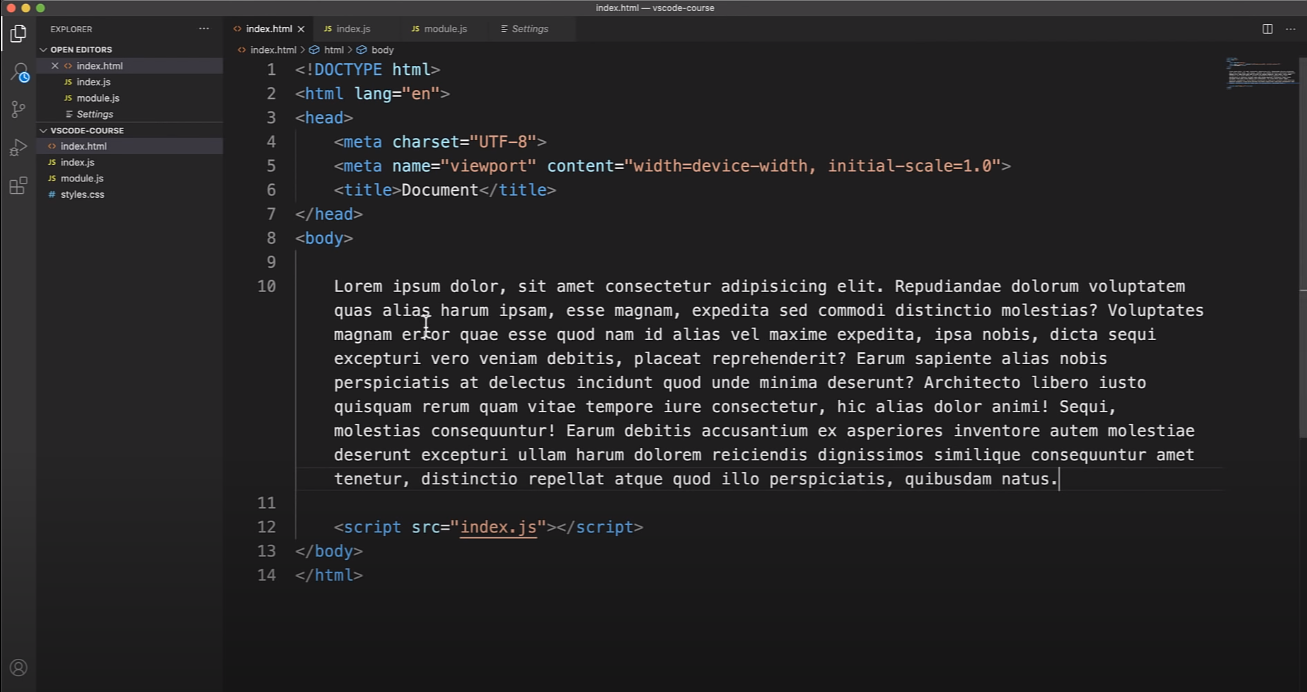 index.html — vscode-course
EXPLORER
OPEN EDITORS
index.html
JS index.js
JS module.js
Settings
VSCODE-COURSE
index.html
JS index.js
JS module.js
# styles.css
index.html
JS index.js
JS module.js
Settings
index.html > html > body
1 <!DOCTYPE html>
2 <html lang="en">
3 <head>
4 <meta charset="UTF-8">
5 <meta name="viewport" content="width=device-width, initial-scale=1.0">
6 <title>Document</title>
7 </head>
8 <body>
9
10 Lorem ipsum dolor, sit amet consectetur adipisicing elit. Repudiandae dolorum voluptatem
quas alias harum ipsam, esse magnam, expedita sed commodi distinctio molestias? Voluptates
magnam error quae esse quod nam id alias vel maxime expedita, ipsa nobis, dicta sequi
excepturi vero veniam debitis, placeat reprehenderit? Earum sapiente alias nobis
perspiciatis at delectus incidunt quod unde minima deserunt? Architecto libero iusto
quisquam rerum quam vitae tempore iure consectetur, hic alias dolor animi! Sequi,
molestias consequuntur! Earum debitis accusantium ex asperiores inventore autem molestiae
deserunt excepturi ullam harum dolorem reiciendis dignissimos similique consequuntur amet
tenetur, distinctio repellat atque quod illo perspiciatis, quibusdam natus.
11
12 <script src="index.js"></script>
13 </body>
14 </html>